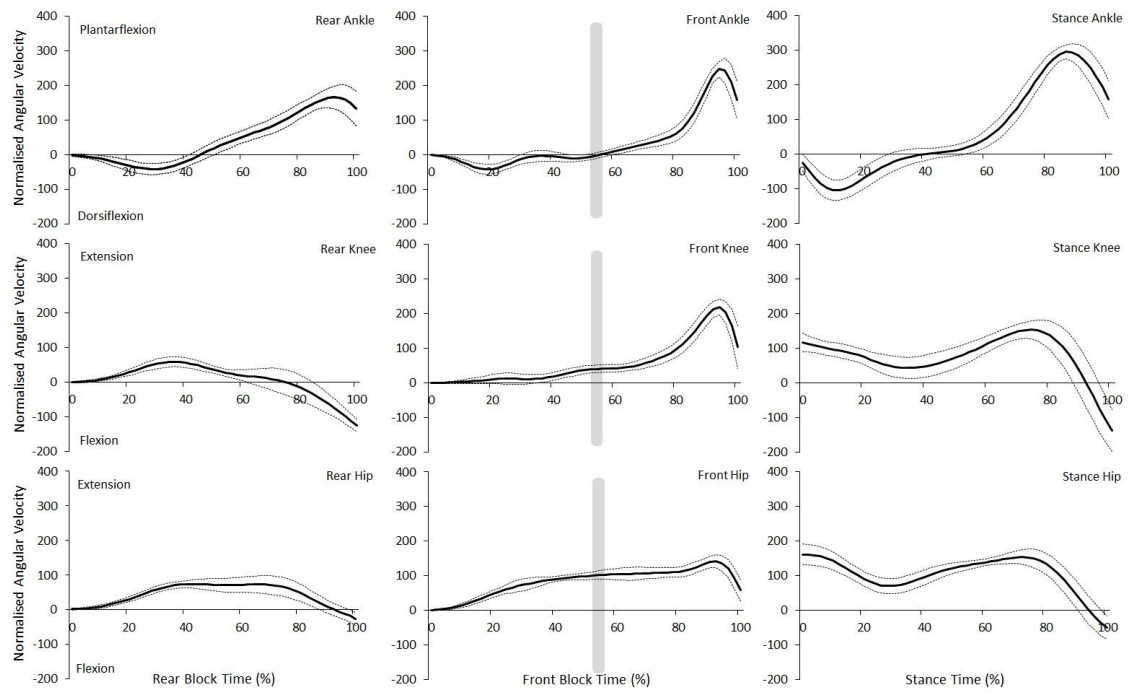 Normalised Angular Velocity
400
300
200
100
0
-100
-200
Plantarflexion
Dorsiflexion
Rear Ankle
0 20 40 60 80 100
400
300
200
100
0
-100
-200
Front Ankle
0 20 40 60 80 100
400
300
200
100
0
-100
-200
Stance Ankle
0 20 40 60 80 100
Normalised Angular Velocity
400
300
200
100
0
-100
-200
Extension
Flexion
Rear Knee
0 20 40 60 80 100
400
300
200
100
0
-100
-200
Front Knee
0 20 40 60 80 100
400
300
200
100
0
-100
-200
Stance Knee
0 20 40 60 80 100
Normalised Angular Velocity
400
300
200
100
0
-100
-200
Extension
Flexion
Rear Hip
0 20 40 60 80 100
Rear Block Time (%)
400
300
200
100
0
-100
-200
Front Hip
0 20 40 60 80 100
Front Block Time (%)
400
300
200
100
0
-100
-200
Stance Hip
0 20 40 60 80 100
Stance Time (%)